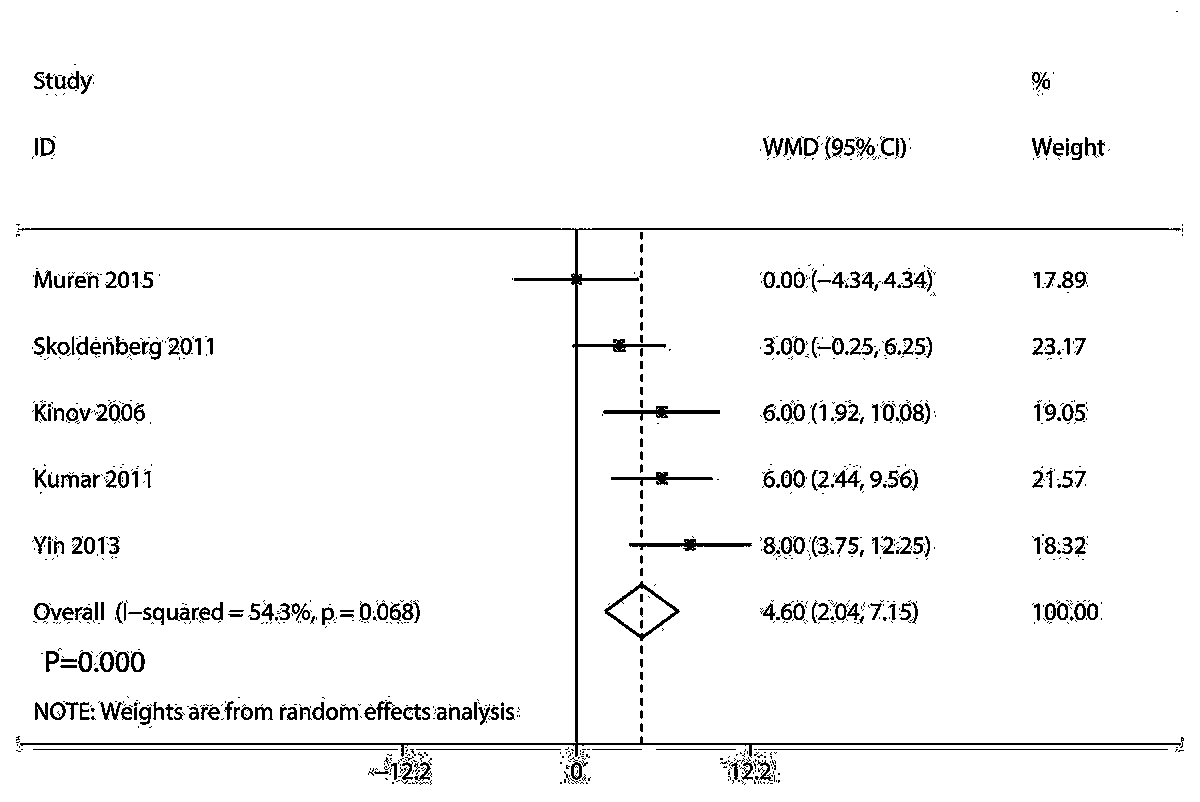 Study %
ID WMD (95% CI) Weight
Muren 2015 0.00 (−4.34, 4.34) 17.89
Skoldenberg 2011 3.00 (−0.25, 6.25) 23.17
Kinov 2006 6.00 (1.92, 10.08) 19.05
Kumar 2011 6.00 (2.44, 9.56) 21.57
Yin 2013 8.00 (3.75, 12.25) 18.32
Overall (I−squared = 54.3%, p = 0.068) 4.60 (2.04, 7.15) 100.00
P=0.000
NOTE: Weights are from random effects analysis
−12.2 0 12.2